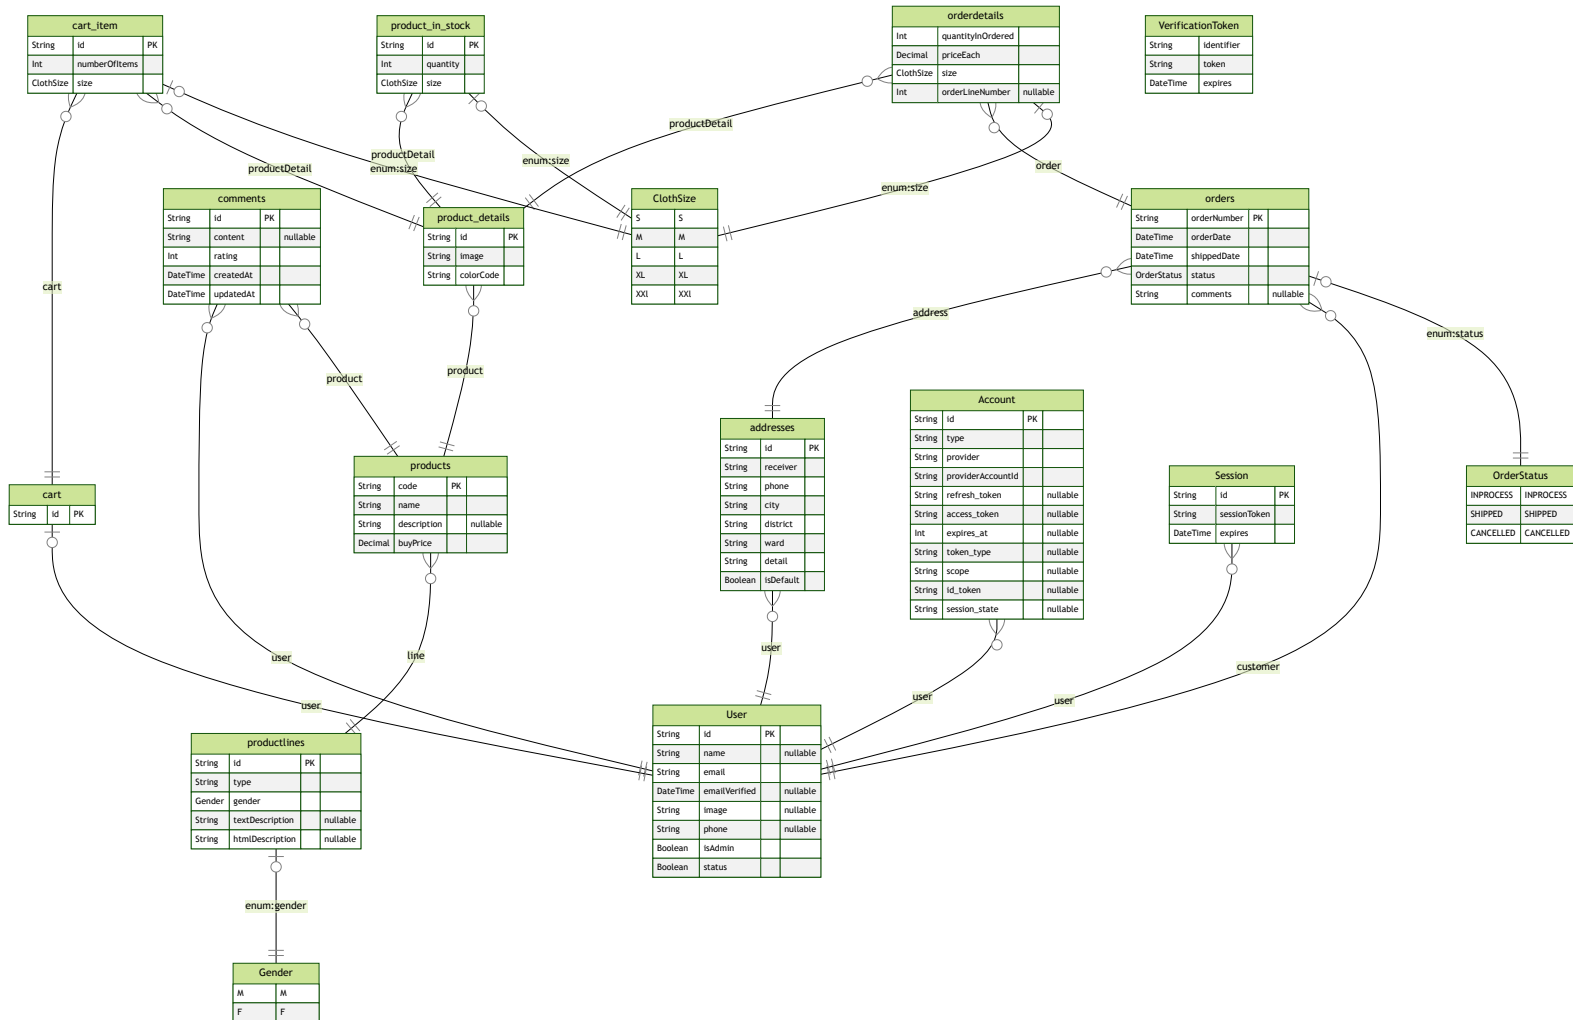 cart_item
String id PK
Int numberOfItems
ClothSize size
product_in_stock
String id PK
Int quantity
ClothSize size
orderdetails
Int quantityInOrdered
Decimal priceEach
ClothSize size
Int orderLineNumber nullable
VerificationToken
String identifier
String token
DateTime expires
productDetail
productDetail
enum:size
productDetail
enum:size
order
enum:size
comments
String id PK
String content nullable
Int rating
DateTime createdAt
DateTime updatedAt
product_details
String id PK
String image
String colorCode
ClothSize
S S
M M
L L
XL XL
XXl XXl
orders
String orderNumber PK
DateTime orderDate
DateTime shippedDate
OrderStatus status
String comments nullable
cart
address
enum:status
product
product
Account
String id PK
String type
String provider
String providerAccountId
String refresh_token nullable
String access_token nullable
Int expires_at nullable
String token_type nullable
String scope nullable
String id_token nullable
String session_state nullable
addresses
String id PK
String receiver
String phone
String city
String district
String ward
String detail
Boolean isDefault
products
String code PK
String name
String description nullable
Decimal buyPrice
Session
String id PK
String sessionToken
DateTime expires
OrderStatus
INPROCESS INPROCESS
SHIPPED SHIPPED
CANCELLED CANCELLED
cart
String id PK
user
line
user
customer
user
user
user
User
String id PK
String name nullable
String email
DateTime emailVerified nullable
String image nullable
String phone nullable
Boolean isAdmin
Boolean status
productlines
String id PK
String type
Gender gender
String textDescription nullable
String htmlDescription nullable
enum:gender
Gender
M M
F F